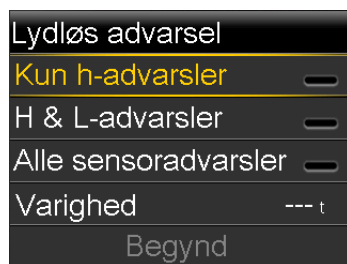 Lydløs advarsel
Kun h-advarsler
H & L-advarsler
Alle sensoradvarsler
Varighed --- t
Begynd